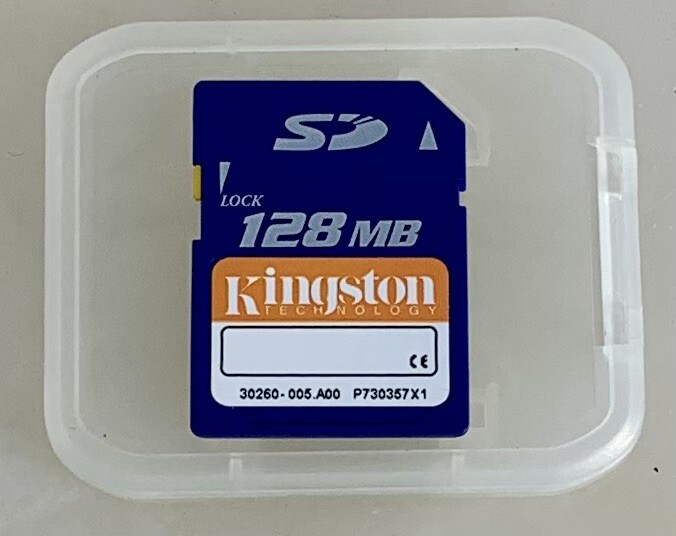 SD
LOCK
128 MB
Kingston
TECHNOLOGY
CE
30260-005.A00 P730357X1